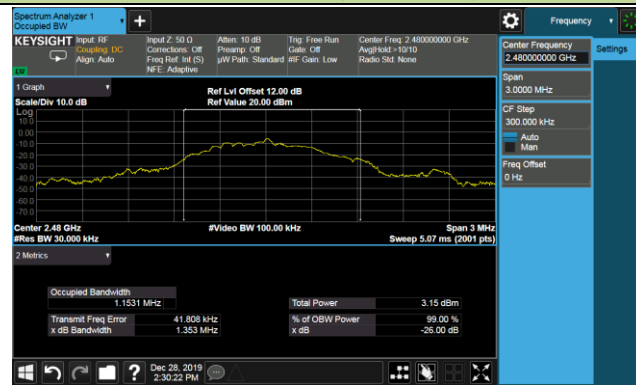 Spectrum Analyzer 1
Occupied BW
Frequency
KEYSIGHT
Input: RF
Coupling: DC
Align: Auto
Input Z: 50 Ω
Corrections: Off
Freq Ref: Int (S)
NFE: Adaptive
Atten: 10 dB
Preamp: Off
µW Path: Standard
Trig: Free Run
Gate: Off
#IF Gain: Low
Center Freq: 2.480000000 GHz
Avg|Hold:>10/10
Radio Std: None
Center Frequency
2.480000000 GHz
Settings
Span
3.0000 MHz
CF Step
300.000 kHz
Auto
Man
Freq Offset
0 Hz
1 Graph
Scale/Div 10.0 dB
Ref Lvl Offset 12.00 dB
Ref Value 20.00 dBm
Log
10.0
0.00
-10.0
-20.0
-30.0
-40.0
-50.0
-60.0
-70.0
Center 2.48 GHz
#Res BW 30.000 kHz
#Video BW 100.00 kHz
Span 3 MHz
Sweep 5.07 ms (2001 pts)
2 Metrics
Occupied Bandwidth
1.1531 MHz
Total Power 3.15 dBm
Transmit Freq Error 41.808 kHz
% of OBW Power 99.00 %
x dB Bandwidth 1.353 MHz
x dB -26.00 dB
Dec 28, 2019
2:30:22 PM